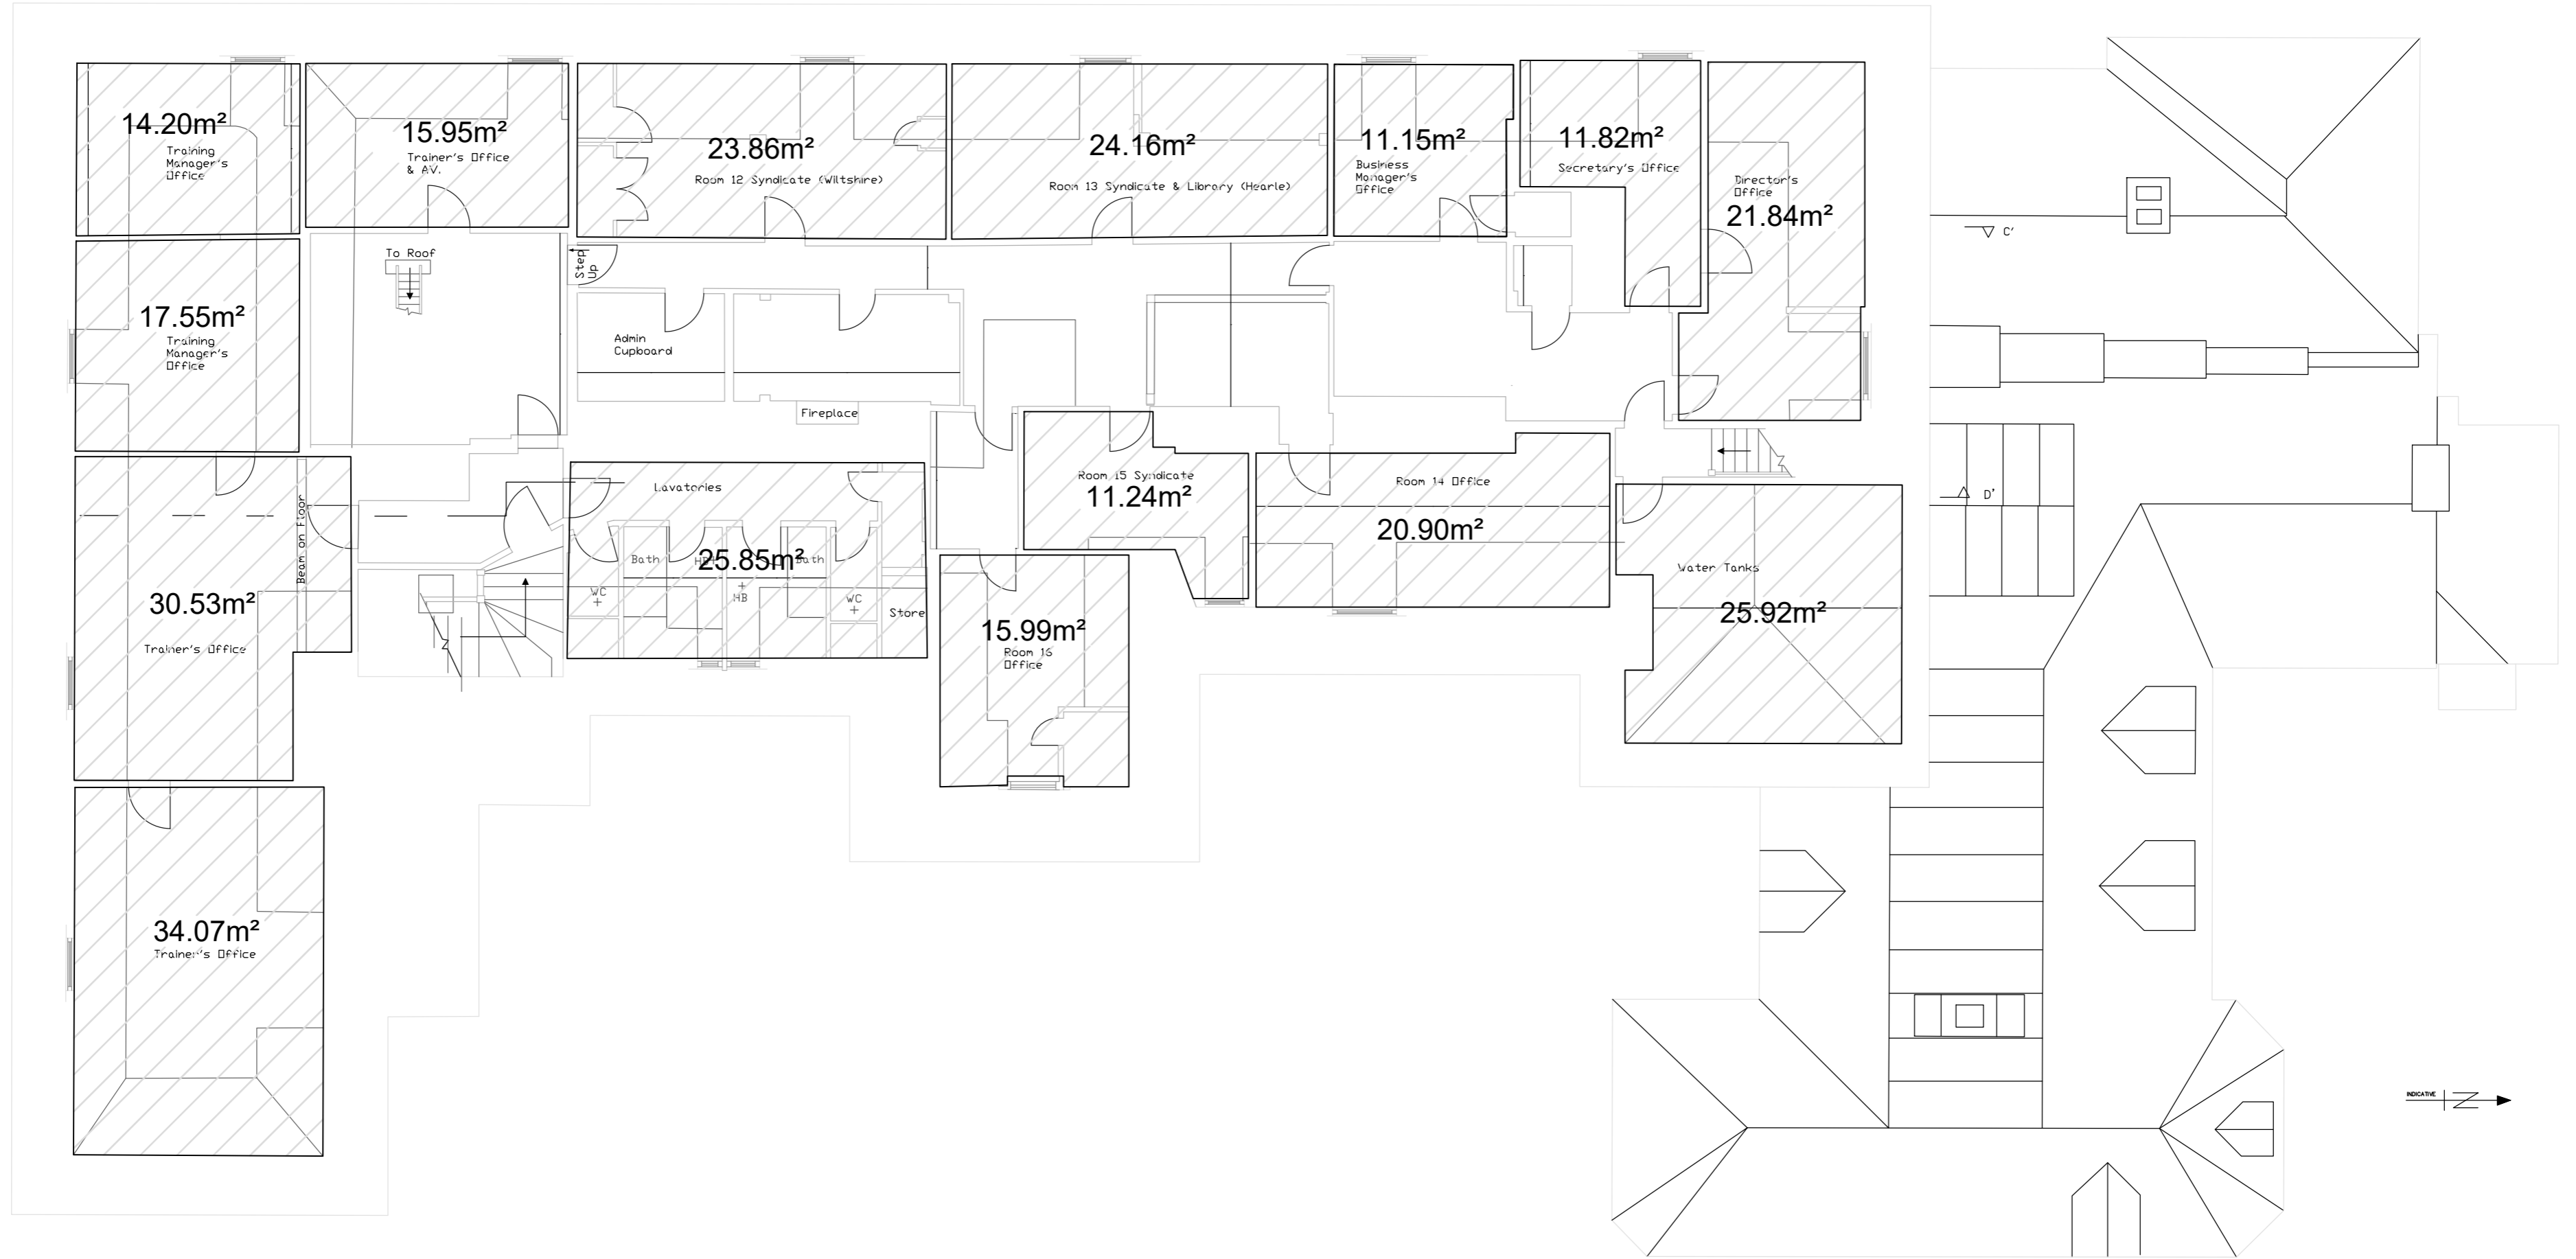 14.20m²
Training
Manager's
Office
15.95m²
Trainer's Office
& AV.
23.86m²
Room 12 Syndicate (Wiltshire)
24.16m²
Room 13 Syndicate & Library (Hearle)
11.15m²
Business
Manager's
Office
11.82m²
Secretary's Office
Director's
Office
21.84m²
C'
To Roof
Step
Up
17.55m²
Training
Manager's
Office
Admin
Cupboard
Fireplace
Beam on Floor
30.53m²
Trainer's Office
Lavatories
Bath
HB
Bath
25.85m²
WC
HB
WC
Store
Room 15 Syndicate
11.24m²
Room 14 Office
20.90m²
D'
Water Tanks
25.92m²
15.99m²
Room 16
Office
34.07m²
Trainer's Office
INDICATIVE
N